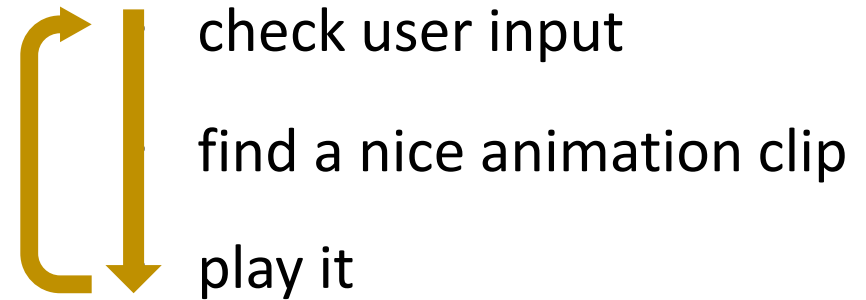 check user input
find a nice animation clip
play it